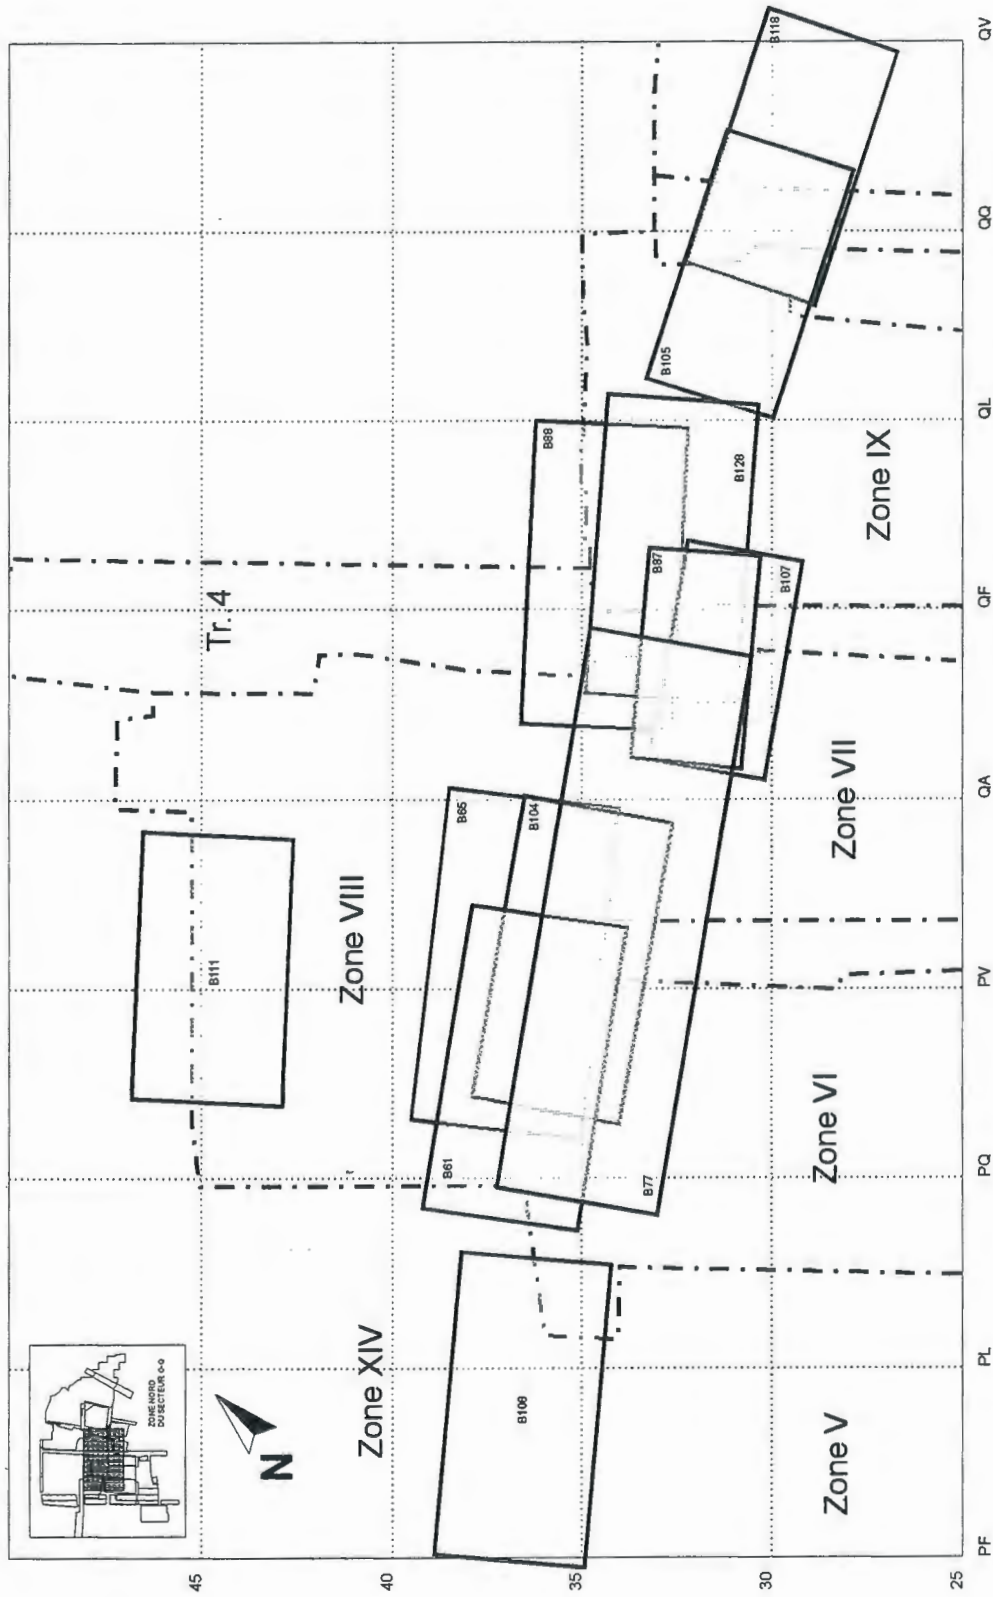 ZONE NORD
DU SECTEUR O-Q
N
Zone XIV
Zone V
B108
Zone VIII
B111
Tr. 4
B61
B65
B104
B77
B88
B87
B128
B107
B105
B118
Zone VI
Zone VII
Zone IX
45
40
35
30
25
PF
PL
PQ
PV
QA
QF
QL
QQ
QV